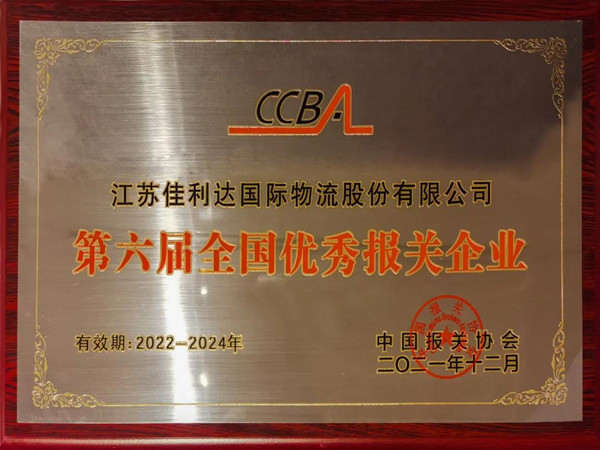 CCBA
江苏佳利达国际物流股份有限公司
第六届全国优秀报关企业
有效期:2022-2024年
中国报关协会
二〇二一年十二月